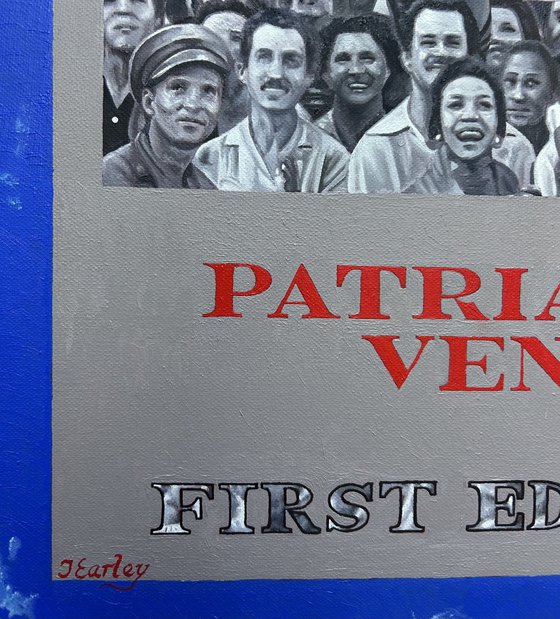 PATRIA
VEN
FIRST ED
JEarley